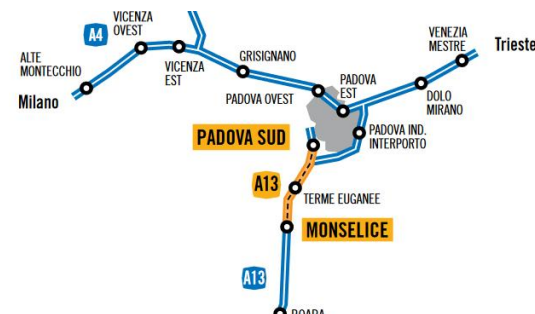 VICENZA
OVEST
A4
ALTE
MONTECCHIO
VICENZA
EST
GRISIGNANO
VENEZIA
MESTRE
Trieste
Milano
PADOVA OVEST
PADOVA
EST
DOLO
MIRANO
PADOVA SUD
PADOVA IND.
INTERPORTO
A13
TERME EUGANEE
MONSELICE
A13